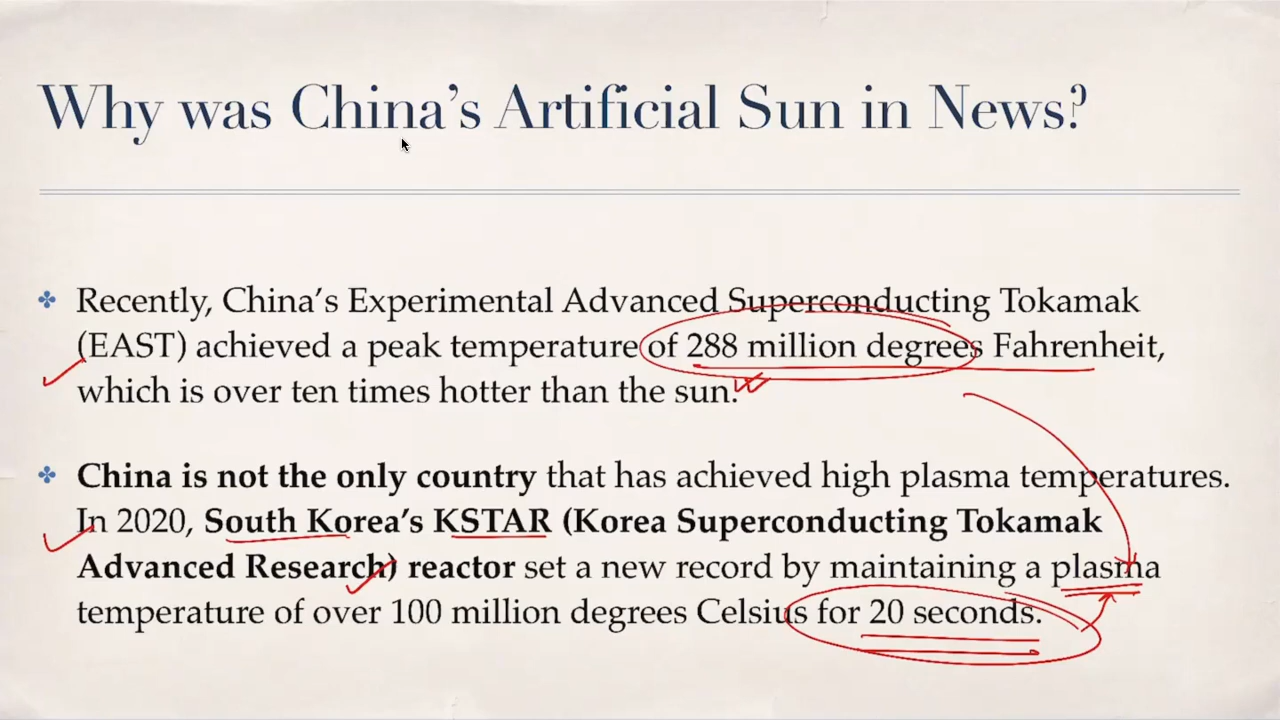 Why was China’s Artificial Sun in News?
Recently, China’s Experimental Advanced Superconducting Tokamak
(EAST) achieved a peak temperature of 288 million degrees Fahrenheit,
which is over ten times hotter than the sun.
China is not the only country that has achieved high plasma temperatures.
In 2020, South Korea’s KSTAR (Korea Superconducting Tokamak
Advanced Research) reactor set a new record by maintaining a plasma
temperature of over 100 million degrees Celsius for 20 seconds.